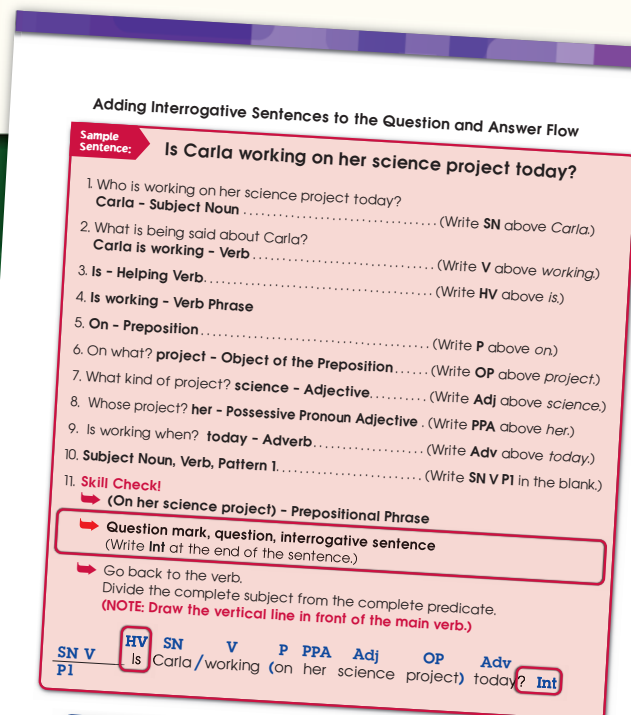 Adding Interrogative Sentences to the Question and Answer Flow
Sample
Sentence:
Is Carla working on her science project today?
1. Who is working on her science project today?
Carla – Subject Noun ........................................ (Write SN above Carla.)
2. What is being said about Carla?
Carla is working – Verb ..................................... (Write V above working.)
3. Is – Helping Verb............................................. (Write HV above is.)
4. Is working – Verb Phrase
5. On – Preposition ............................................. (Write P above on.)
6. On what? project – Object of the Preposition ...... (Write OP above project.)
7. What kind of project? science – Adjective.......... (Write Adj above science.)
8. Whose project? her – Possessive Pronoun Adjective . (Write PPA above her.)
9. Is working when? today – Adverb...................... (Write Adv above today.)
10. Subject Noun, Verb, Pattern 1............................. (Write SN V P1 in the blank.)
11. Skill Check!
(On her science project) – Prepositional Phrase
Question mark, question, interrogative sentence
(Write Int at the end of the sentence.)
Go back to the verb.
Divide the complete subject from the complete predicate.
(NOTE: Draw the vertical line in front of the main verb.)
SN V HV SN V P PPA Adj OP Adv
P1 Is Carla / working (on her science project) today? Int